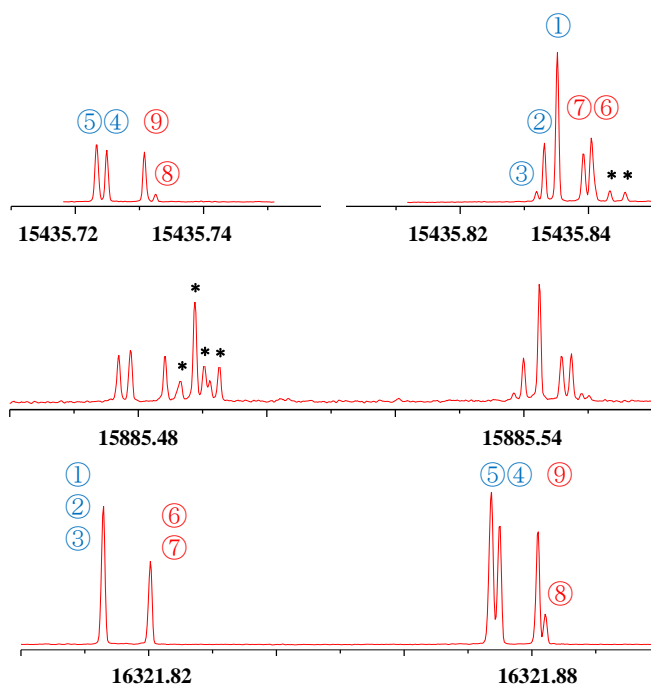 ①
② ⑦⑥
⑤④ ⑨ ③ ⑧ * *
15435.72 15435.74 15435.82 15435.84
* * * *
15885.48 15885.54
① ⑤④ ⑨
② ⑥
③ ⑦
⑧
16321.82 16321.88